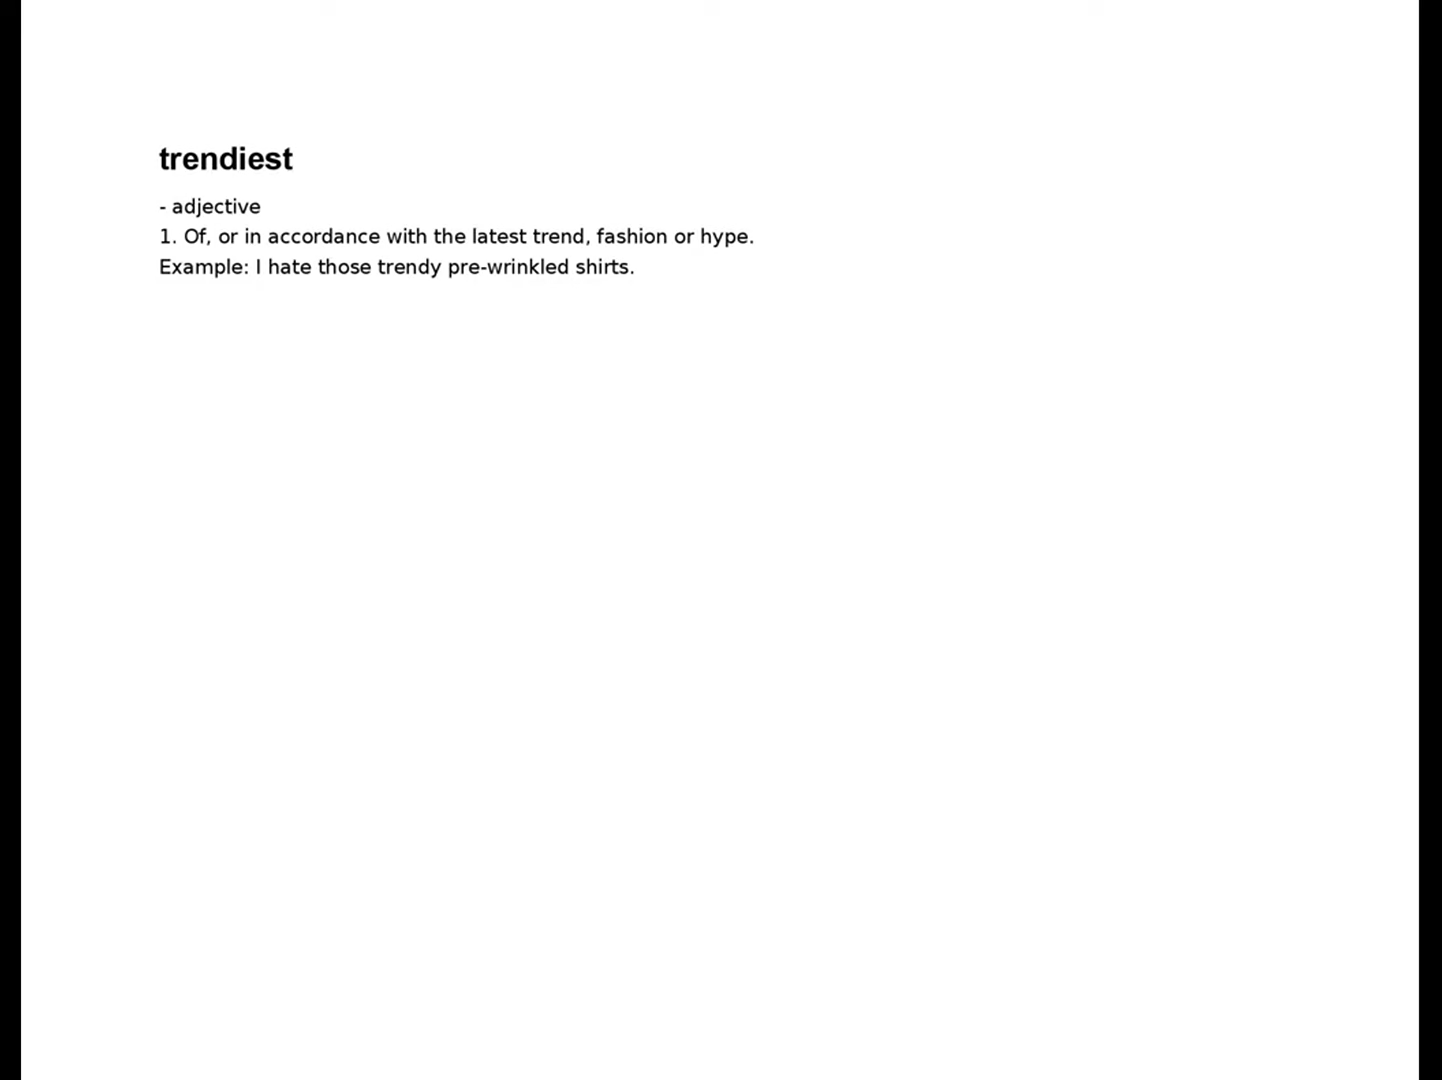 trendiest
- adjective
1. Of, or in accordance with the latest trend, fashion or hype.
Example: I hate those trendy pre-wrinkled shirts.